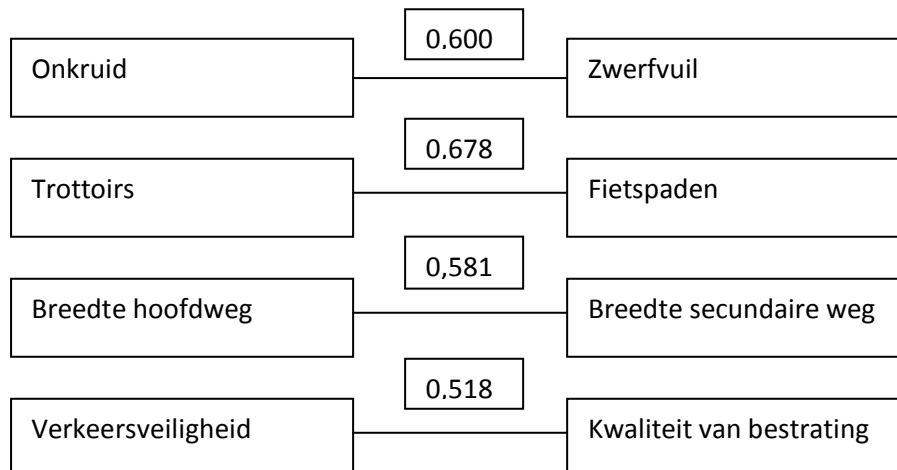 0,600
Onkruid
Zwerfvuil
0,678
Trottoirs
Fietspaden
0,581
Breedte hoofdweg
Breedte secundaire weg
0,518
Verkeersveiligheid
Kwaliteit van bestrating